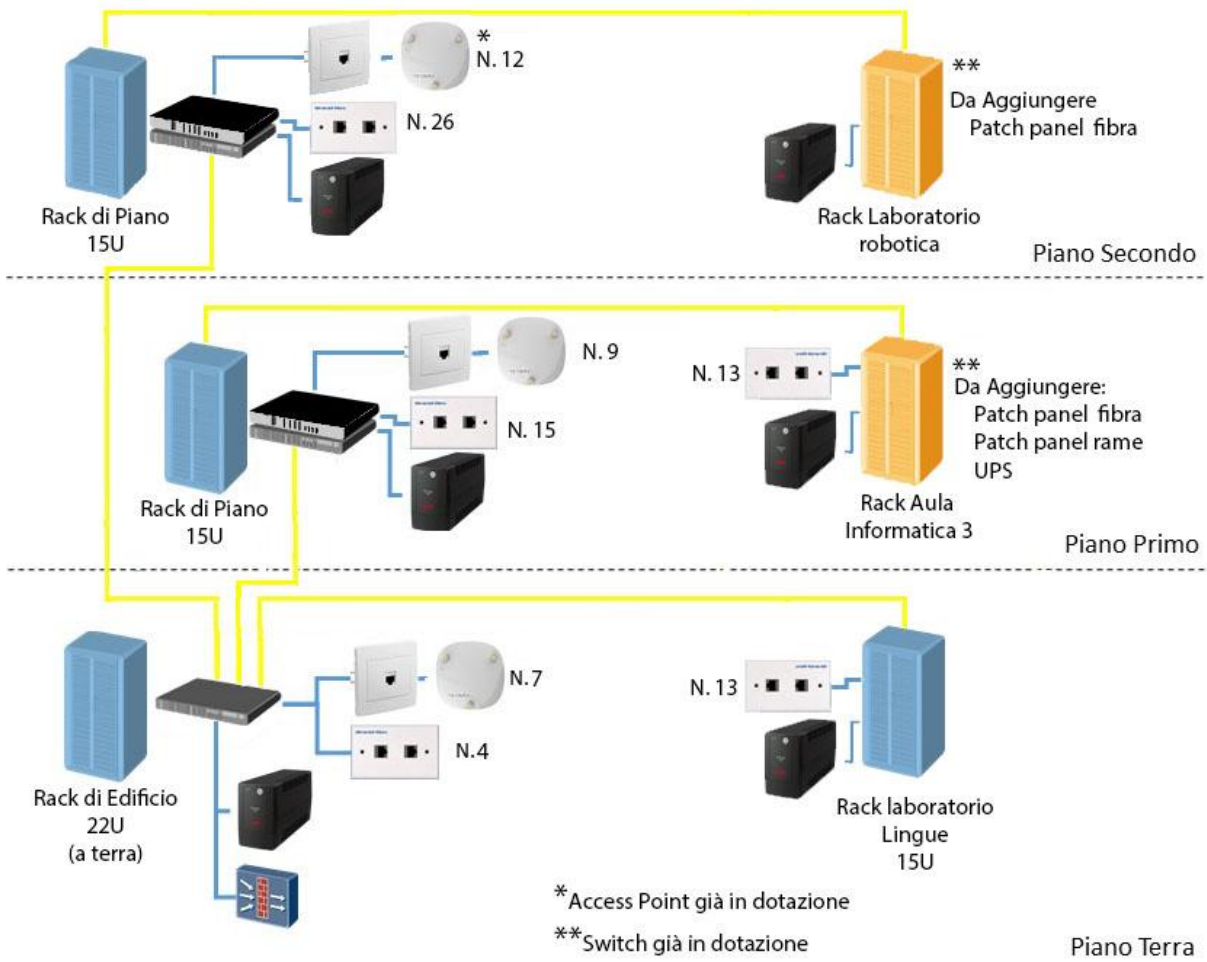 *
N. 12
N. 26
Rack di Piano
15U
**
Da Aggiungere
Patch panel fibra
Rack Laboratorio
robotica
Piano Secondo
N. 9
N. 15
Rack di Piano
15U
N. 13
**
Da Aggiungere:
Patch panel fibra
Patch panel rame
UPS
Rack Aula
Informatica 3
Piano Primo
N.7
N.4
Rack di Edificio
22U
(a terra)
N. 13
Rack laboratorio
Lingue
15U
*Access Point già in dotazione
**Switch già in dotazione
Piano Terra